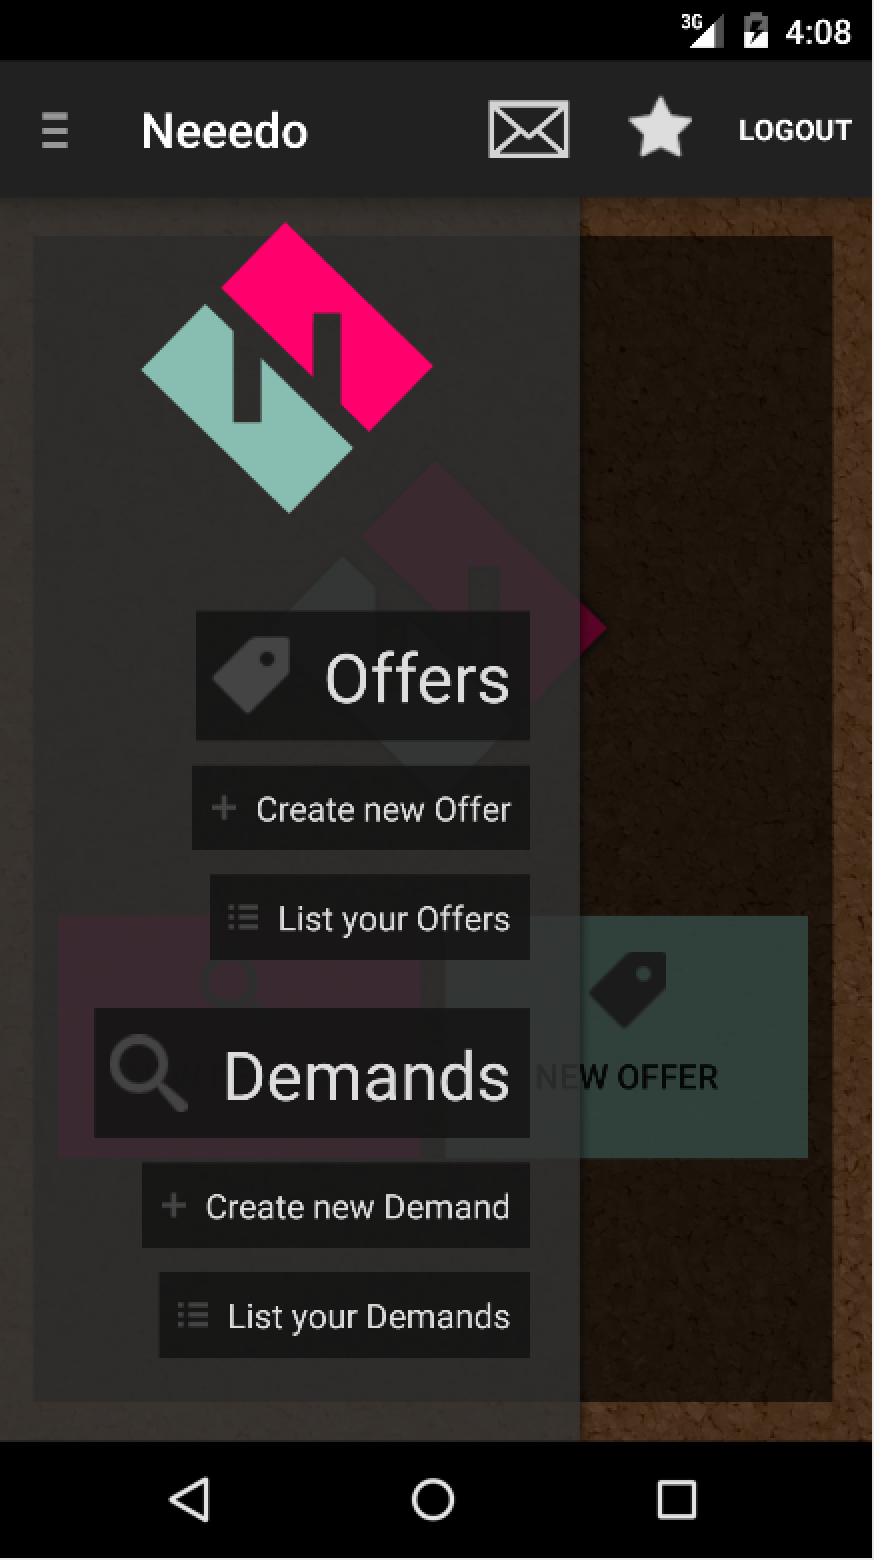 3G 4:08
Neeedo LOGOUT
Offers
+ Create new Offer
List your Offers
Demands
NEW OFFER
+ Create new Demand
List your Demands